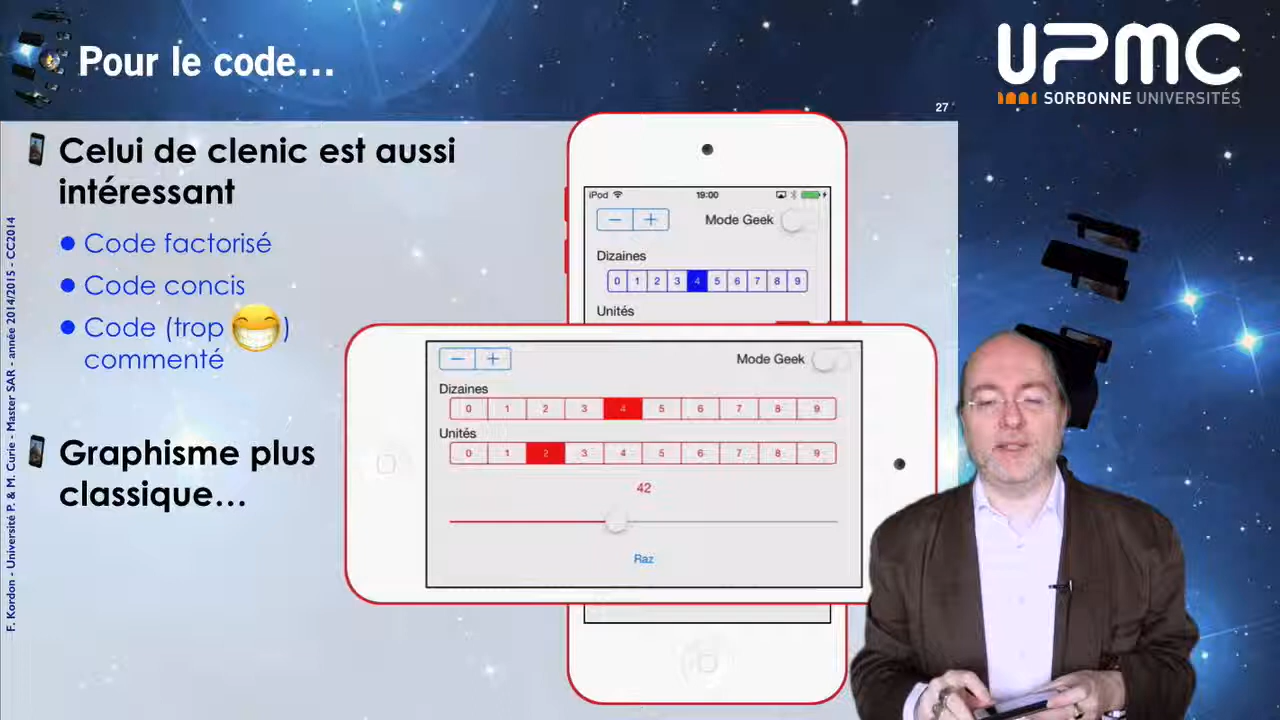 Pour le code...
UPMC
SORBONNE UNIVERSITÉS
27
Celui de clenic est aussi
intéressant
Code factorisé
Code concis
Code (trop 😁)
commenté
Graphisme plus
classique...
F. Kordon - Université P. & M. Curie - Master SAR - année 2014/2015 - CC2014
iPod 19:00
− + Mode Geek
Dizaines
0 1 2 3 4 5 6 7 8 9
Unités
− + Mode Geek
Dizaines
0 1 2 3 4 5 6 7 8 9
Unités
0 1 2 3 4 5 6 7 8 9
42
Raz